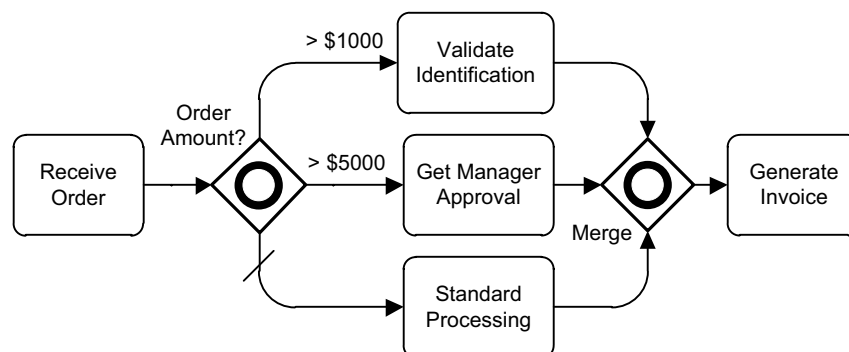 > $1000
Validate
Identification
Order
Amount?
Receive
Order
> $5000
Get Manager
Approval
Generate
Invoice
Merge
Standard
Processing